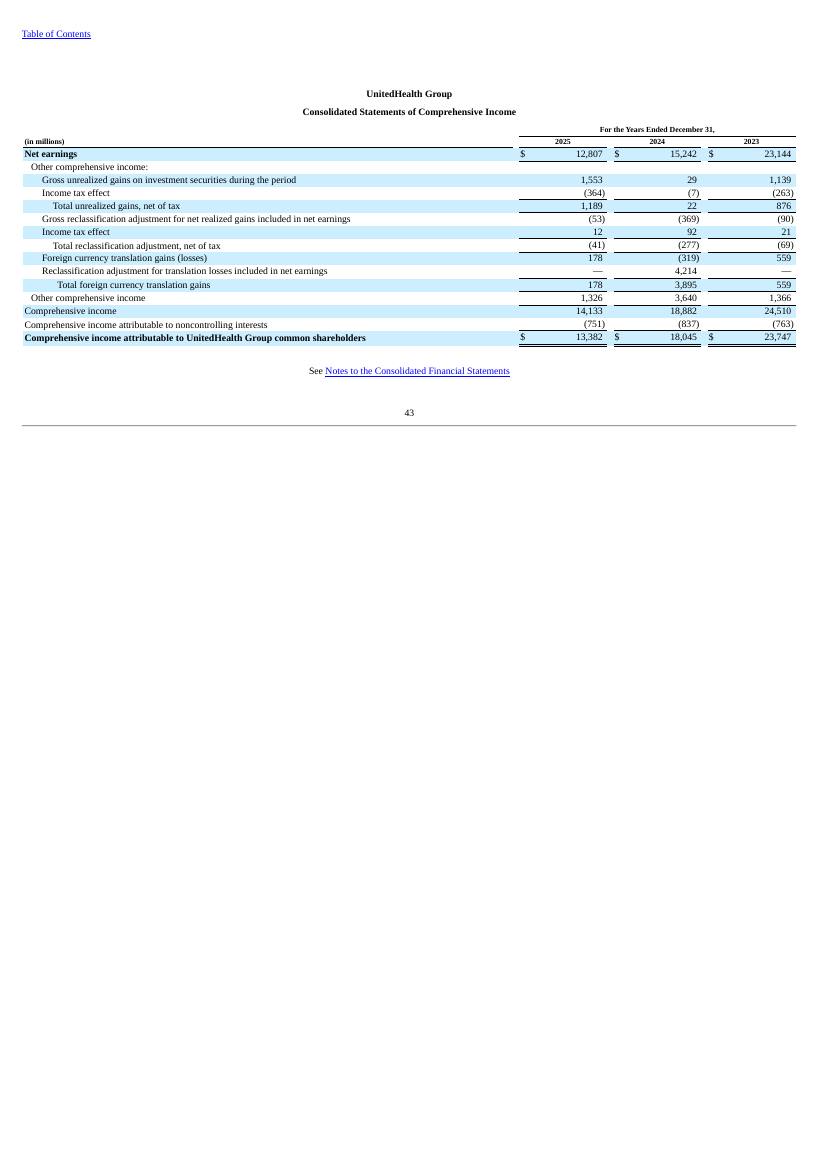 Table of Contents
UnitedHealth Group
Consolidated Statements of Comprehensive Income
For the Years Ended December 31,
(in millions) 2025 2024 2023
Net earnings $ 12,807 $ 15,242 $ 23,144
Other comprehensive income:
Gross unrealized gains on investment securities during the period 1,553 29 1,139
Income tax effect (364) (7) (263)
Total unrealized gains, net of tax 1,189 22 876
Gross reclassification adjustment for net realized gains included in net earnings (53) (369) (90)
Income tax effect 12 92 21
Total reclassification adjustment, net of tax (41) (277) (69)
Foreign currency translation gains (losses) 178 (319) 559
Reclassification adjustment for translation losses included in net earnings — 4,214 —
Total foreign currency translation gains 178 3,895 559
Other comprehensive income 1,326 3,640 1,366
Comprehensive income 14,133 18,882 24,510
Comprehensive income attributable to noncontrolling interests (751) (837) (763)
Comprehensive income attributable to UnitedHealth Group common shareholders $ 13,382 $ 18,045 $ 23,747
See Notes to the Consolidated Financial Statements
43